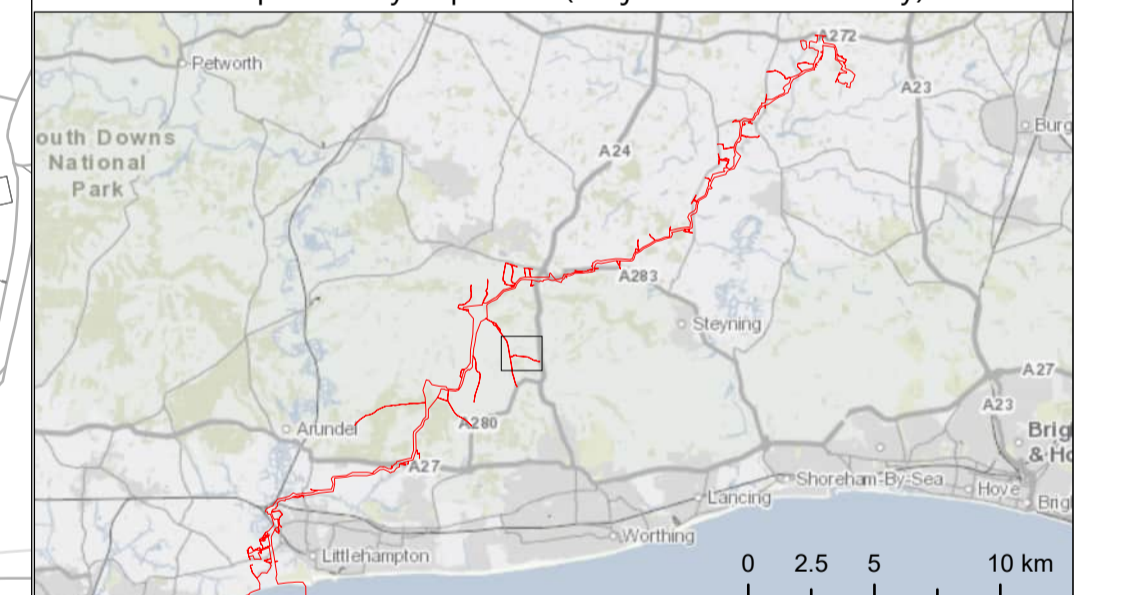 A272
Petworth
A23
Burg
outh Downs
National
Park
A24
A283
Steyning
A27
A23
A280
Arundel
Brig
& Ho
A27
Shoreham-By-Sea
Hove
Lancing
Brig
Worthing
Littlehampton
0 2.5 5 10 km